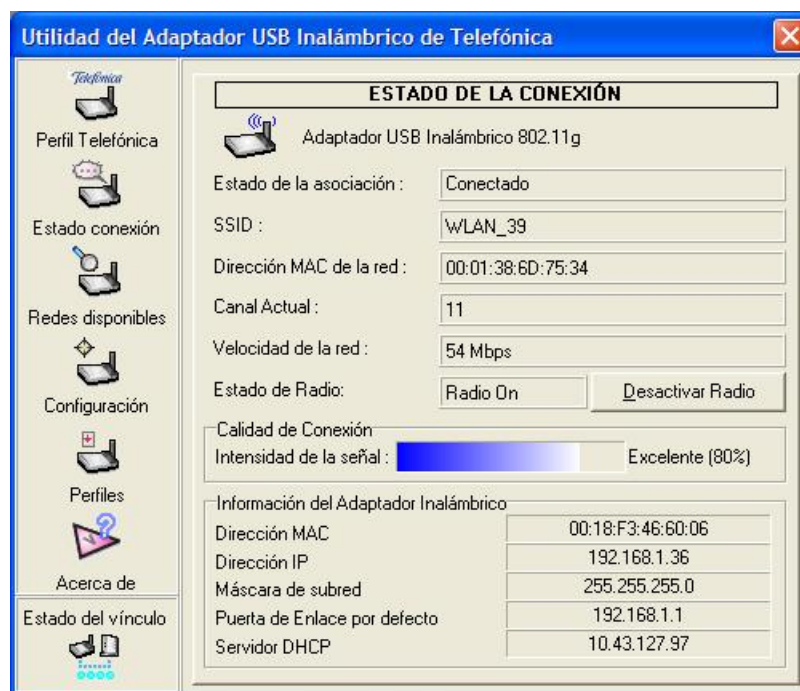 Utilidad del Adaptador USB Inalámbrico de Telefónica
Telefónica
Perfil Telefónica
Estado conexión
Redes disponibles
Configuración
Perfiles
Acerca de
Estado del vínculo
ESTADO DE LA CONEXIÓN
Adaptador USB Inalámbrico 802.11g
Estado de la asociación : Conectado
SSID : WLAN_39
Dirección MAC de la red : 00:01:38:6D:75:34
Canal Actual : 11
Velocidad de la red : 54 Mbps
Estado de Radio: Radio On Desactivar Radio
Calidad de Conexión
Intensidad de la señal : Excelente (80%)
Información del Adaptador Inalámbrico
Dirección MAC 00:18:F3:46:60:06
Dirección IP 192.168.1.36
Máscara de subred 255.255.255.0
Puerta de Enlace por defecto 192.168.1.1
Servidor DHCP 10.43.127.97